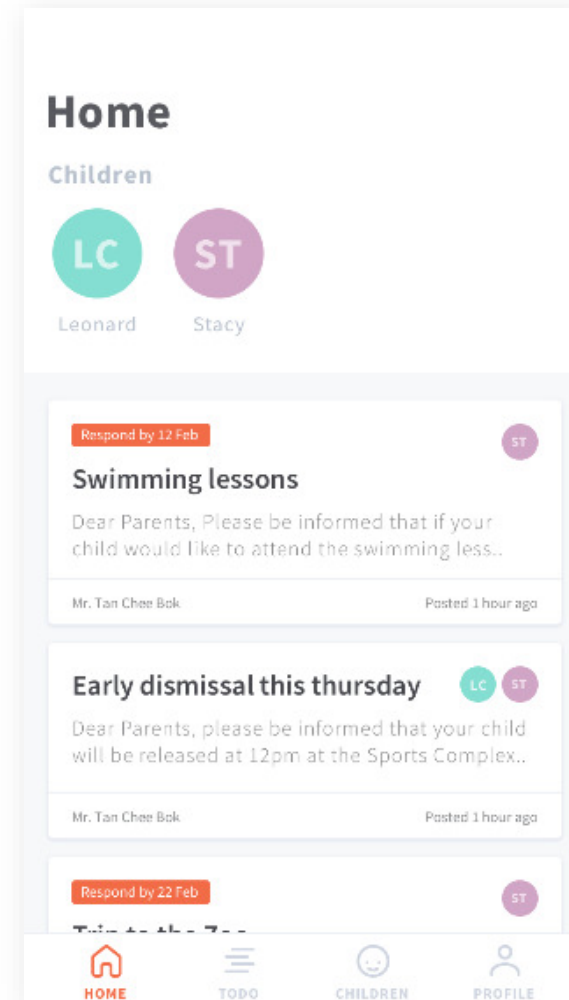 Home
Children
LC ST
Leonard Stacy
Respond by 12 Feb ST
Swimming lessons
Dear Parents, Please be informed that if your
child would like to attend the swimming less..
Mr. Tan Chee Bok Posted 1 hour ago
Early dismissal this thursday LC ST
Dear Parents, please be informed that your child
will be released at 12pm at the Sports Complex..
Mr. Tan Chee Bok Posted 1 hour ago
Respond by 22 Feb ST
Trip to the Zoo
HOME TODO CHILDREN PROFILE